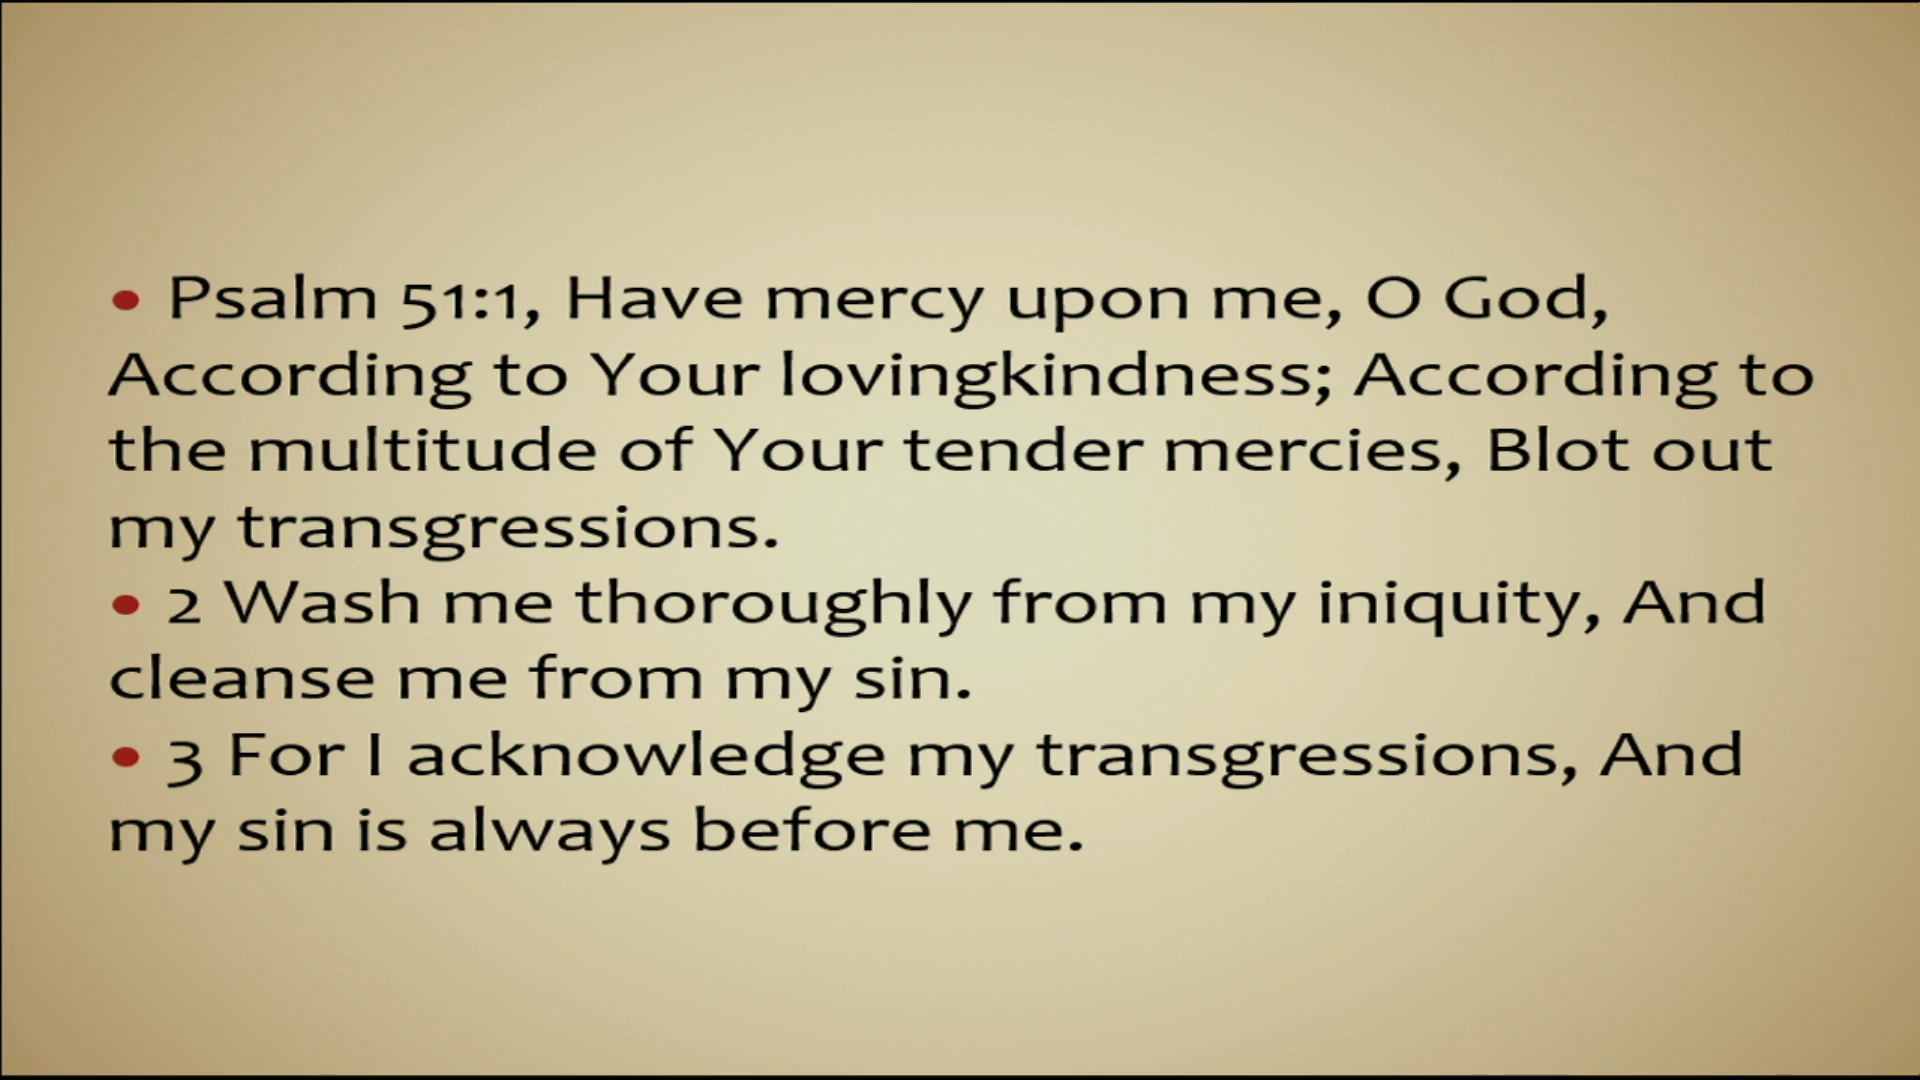 • Psalm 51:1, Have mercy upon me, O God,
According to Your lovingkindness; According to
the multitude of Your tender mercies, Blot out
my transgressions.
• 2 Wash me thoroughly from my iniquity, And
cleanse me from my sin.
• 3 For I acknowledge my transgressions, And
my sin is always before me.